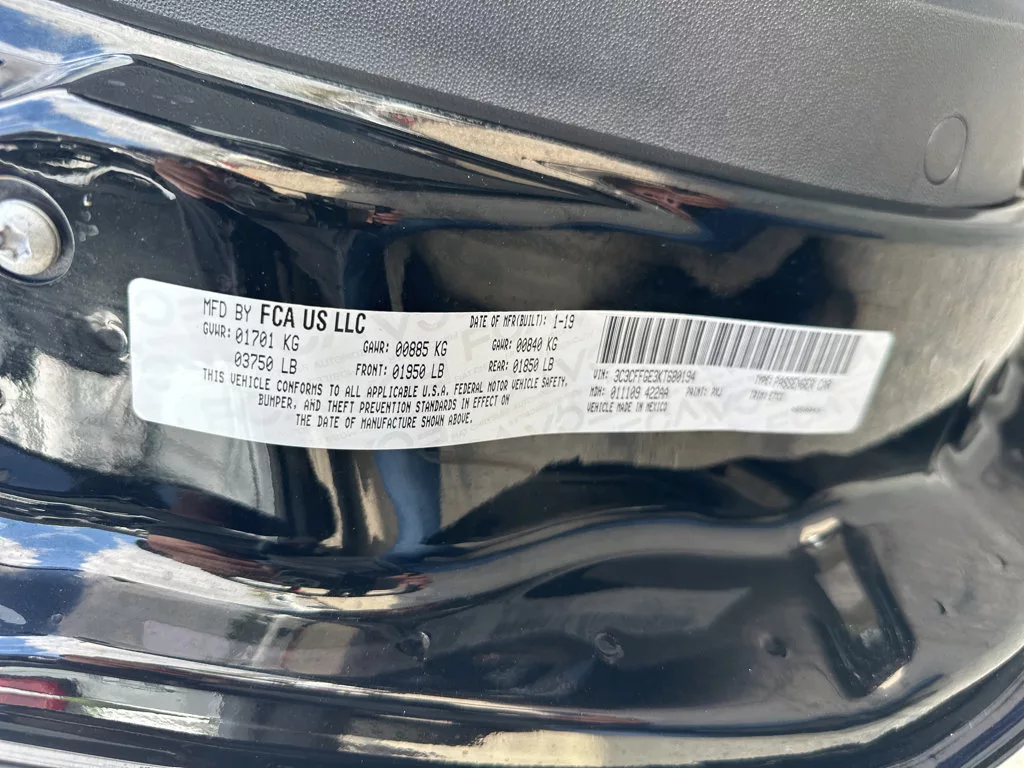 MFD BY FCA US LLC
DATE OF MFR(BUILT): 1-19
GVWR: 01701 KG
GAWR: 00885 KG
GAWR: 00840 KG
03750 LB
FRONT: 01950 LB
REAR: 01850 LB
THIS VEHICLE CONFORMS TO ALL APPLICABLE U.S.A. FEDERAL MOTOR VEHICLE SAFETY,
BUMPER, AND THEFT PREVENTION STANDARDS IN EFFECT ON
THE DATE OF MANUFACTURE SHOWN ABOVE.
VIN: 3C3CFFGE3KT600194
TYPE: PASSENGER CAR
MDH: 011109 422AA
PAINT:
TRIM:
VEHICLE MADE IN MEXICO